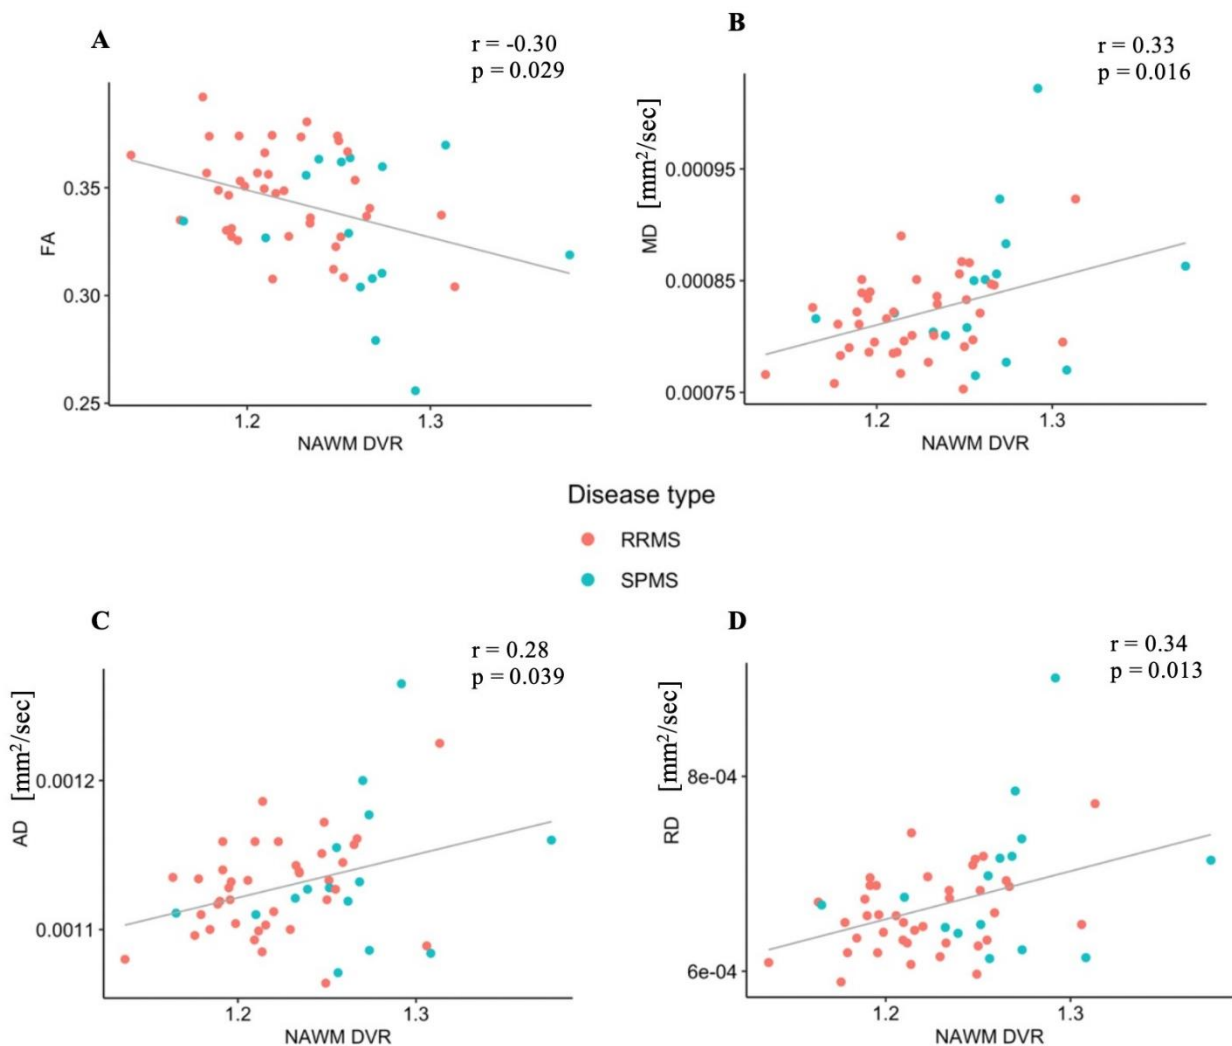 A
r = -0.30
p = 0.029
0.35
0.30
0.25
FA
1.2
1.3
NAWM DVR
B
r = 0.33
p = 0.016
0.00095
0.00085
0.00075
MD [mm²/sec]
1.2
1.3
NAWM DVR
Disease type
RRMS
SPMS
C
r = 0.28
p = 0.039
0.0012
0.0011
AD [mm²/sec]
1.2
1.3
NAWM DVR
D
r = 0.34
p = 0.013
8e-04
6e-04
RD [mm²/sec]
1.2
1.3
NAWM DVR